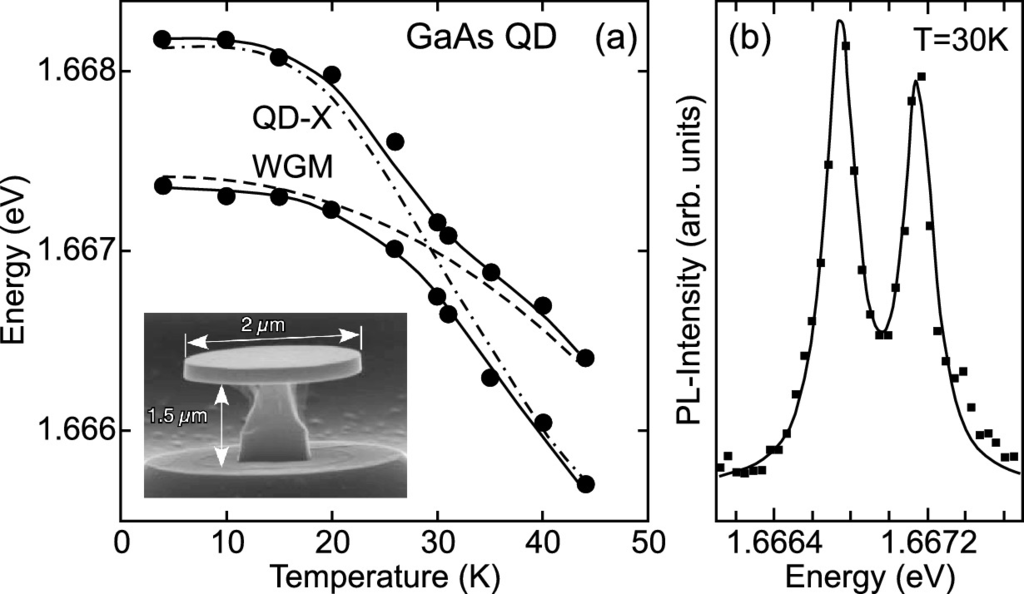 GaAs QD (a)
1.668
QD-X
WGM
1.667
1.666
Energy (eV)
2 µm
1.5 µm
0 10 20 30 40 50
Temperature (K)
(b) T=30K
PL-Intensity (arb. units)
1.6664 1.6672
Energy (eV)